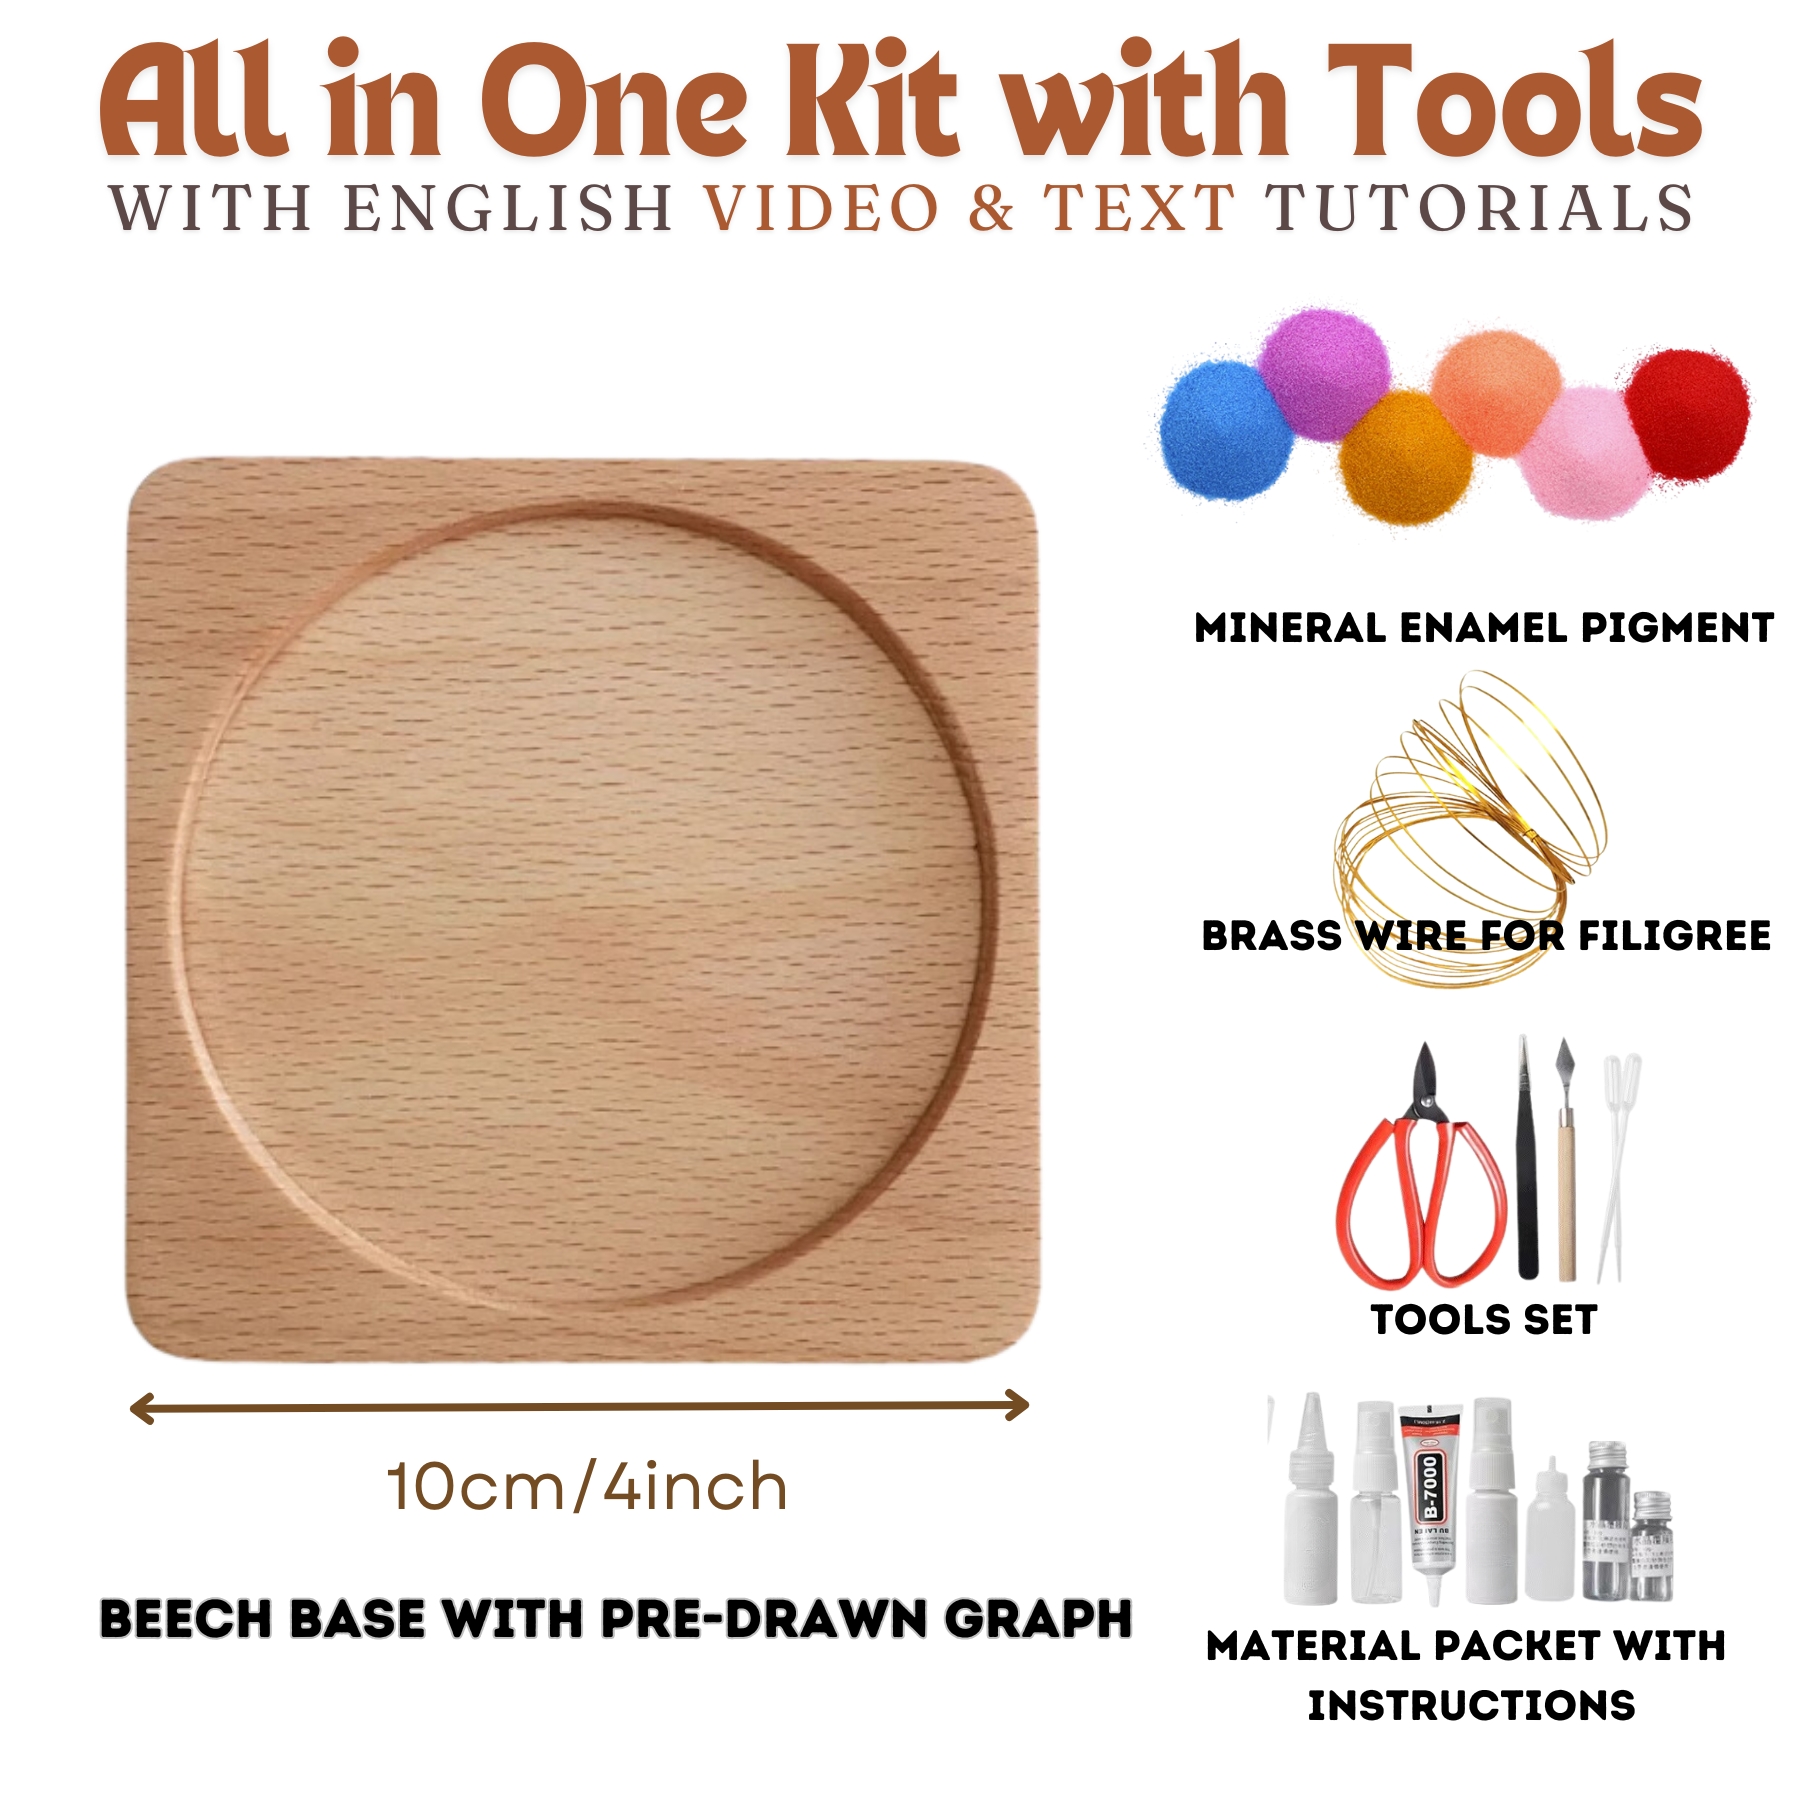 All in One Kit with Tools
WITH ENGLISH VIDEO & TEXT TUTORIALS
MINERAL ENAMEL PIGMENT
BRASS WIRE FOR FILIGREE
TOOLS SET
10cm/4inch
B-7000
BEECH BASE WITH PRE-DRAWN GRAPH
MATERIAL PACKET WITH
INSTRUCTIONS